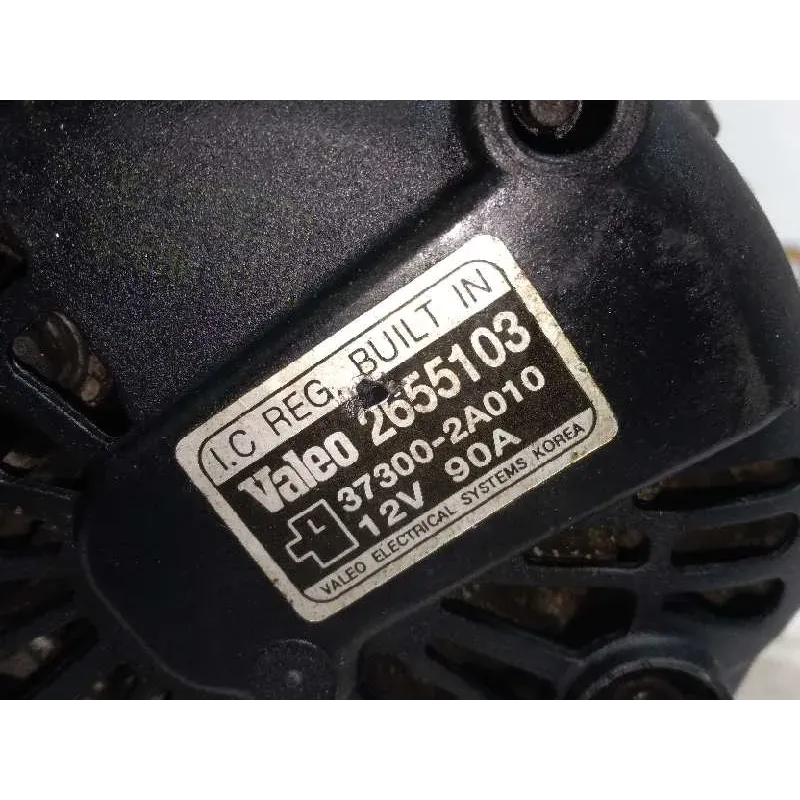 I.C REG. BUILT IN
Valeo 2655103
37300-2A010
L 12V 90A
VALEO ELECTRICAL SYSTEMS KOREA